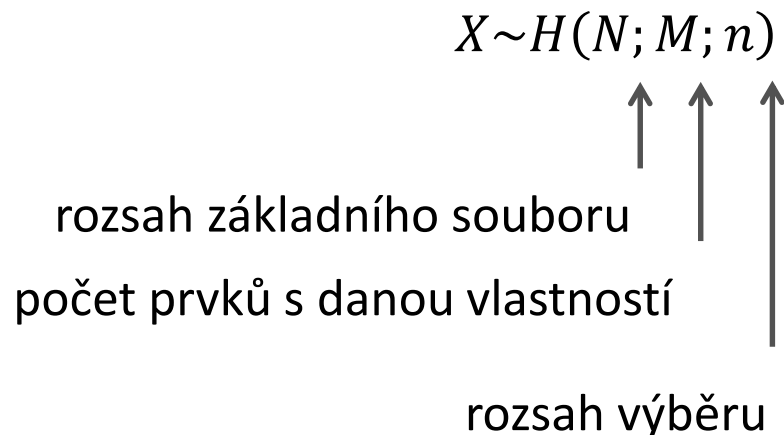 X~H(N; M; n)
rozsah základního souboru
počet prvků s danou vlastností
rozsah výběru